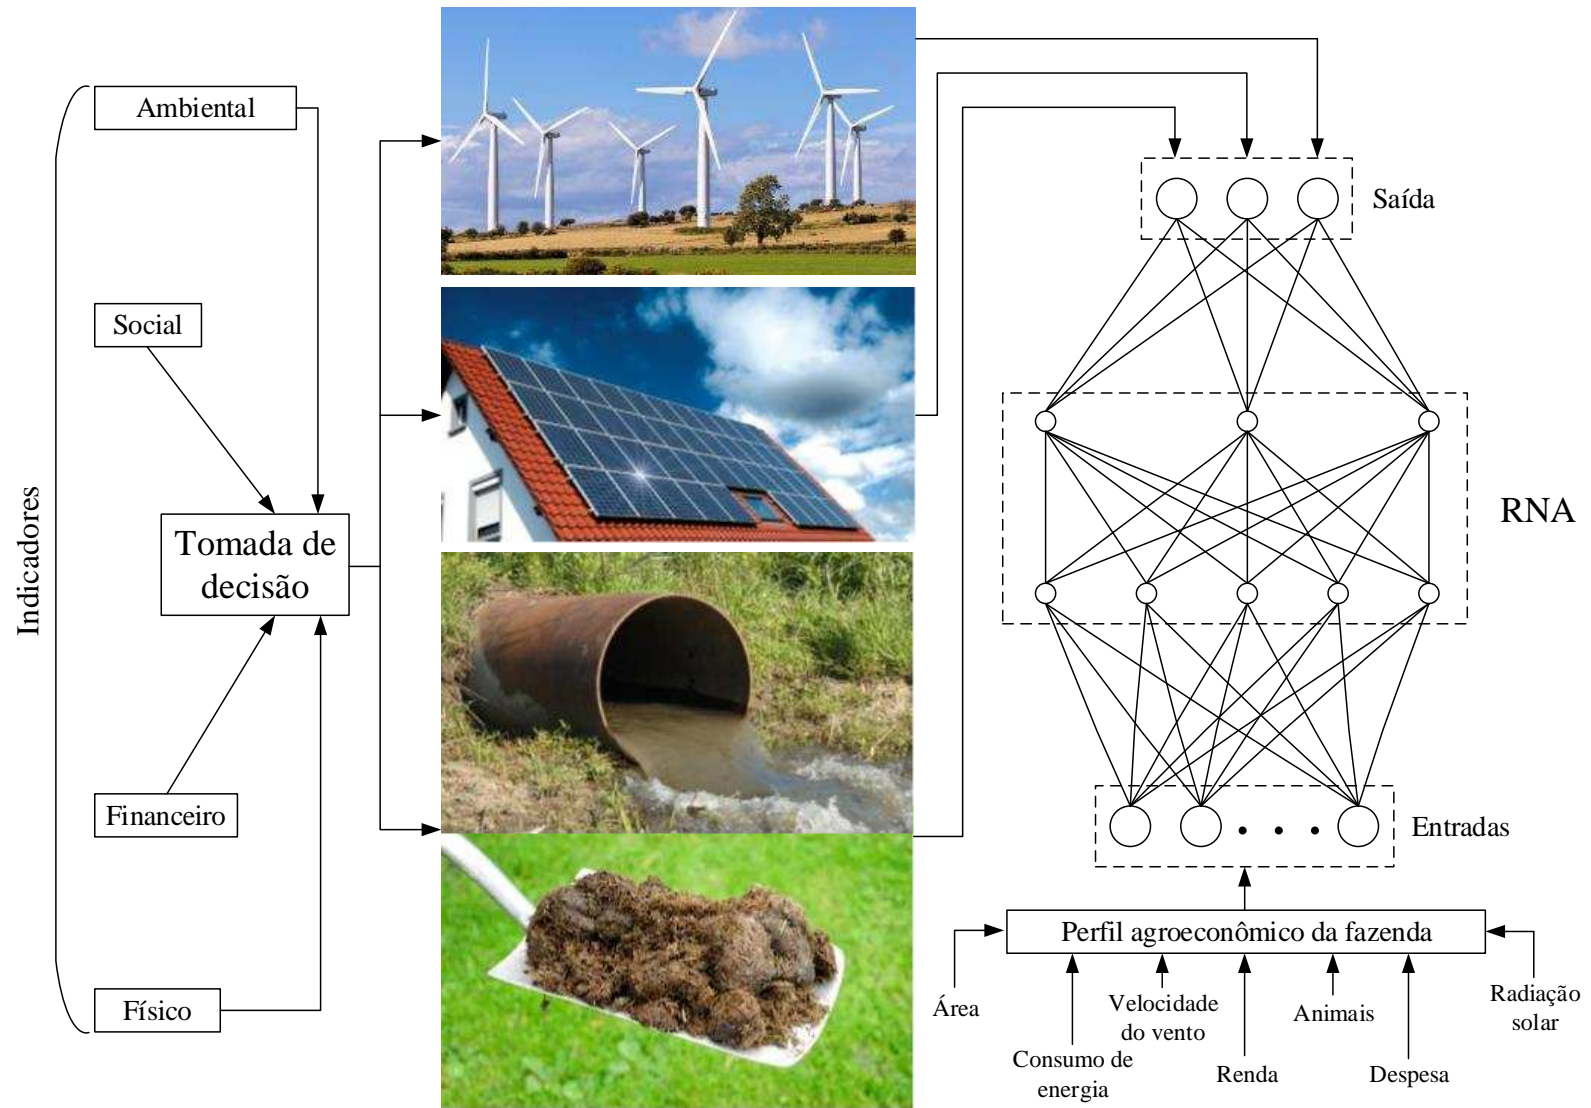 Indicadores
Ambiental
Social
Tomada de
decisão
Financeiro
Físico
Saída
RNA
Entradas
Perfil agroeconômico da fazenda
Área
Consumo de
energia
Velocidade
do vento
Renda
Animais
Despesa
Radiação
solar